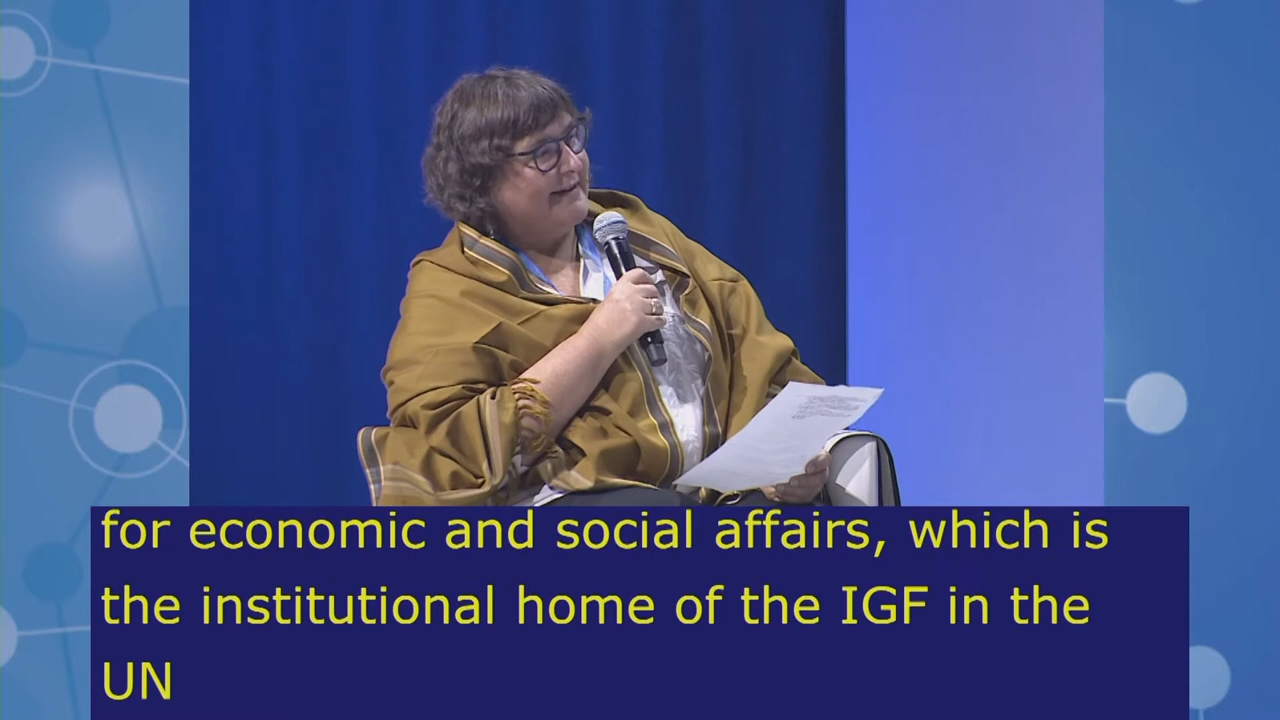 for economic and social affairs, which is
the institutional home of the IGF in the
UN